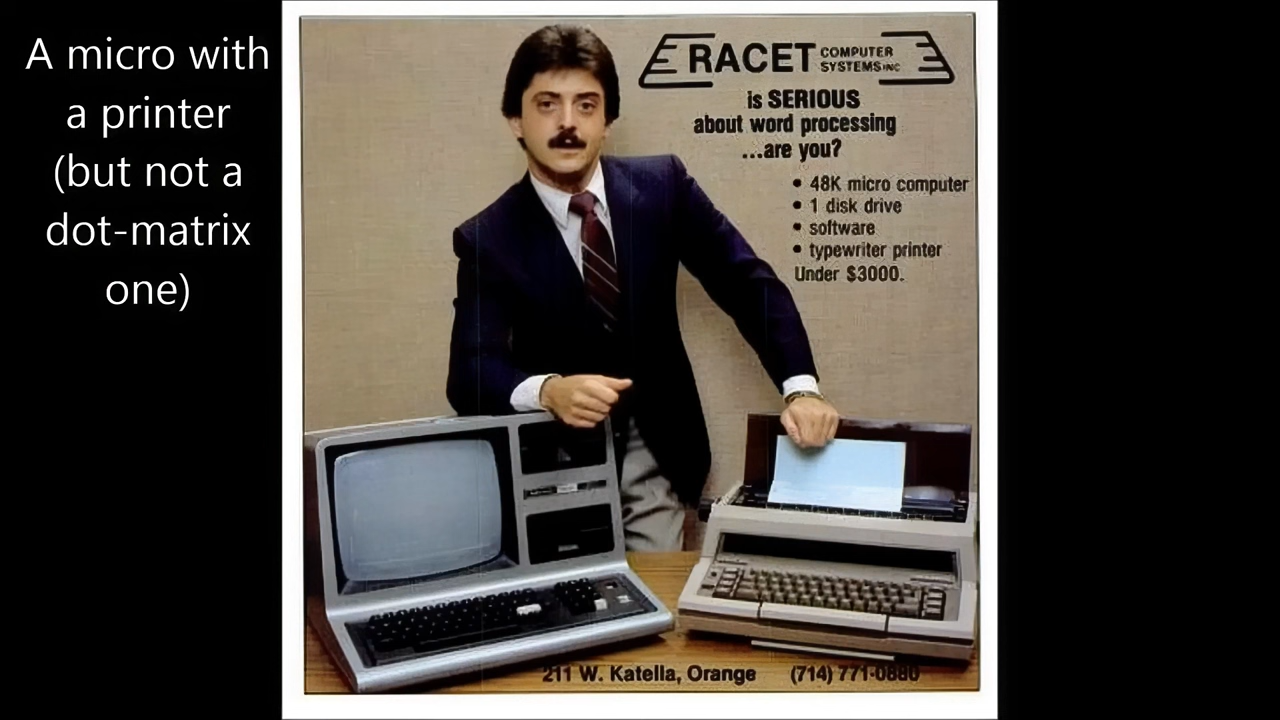 A micro with
a printer
(but not a
dot-matrix
one)
RACET COMPUTER
SYSTEMS INC
is SERIOUS
about word processing
...are you?
• 48K micro computer
• 1 disk drive
• software
• typewriter printer
Under $3000.
211 W. Katella, Orange (714) 771-0880